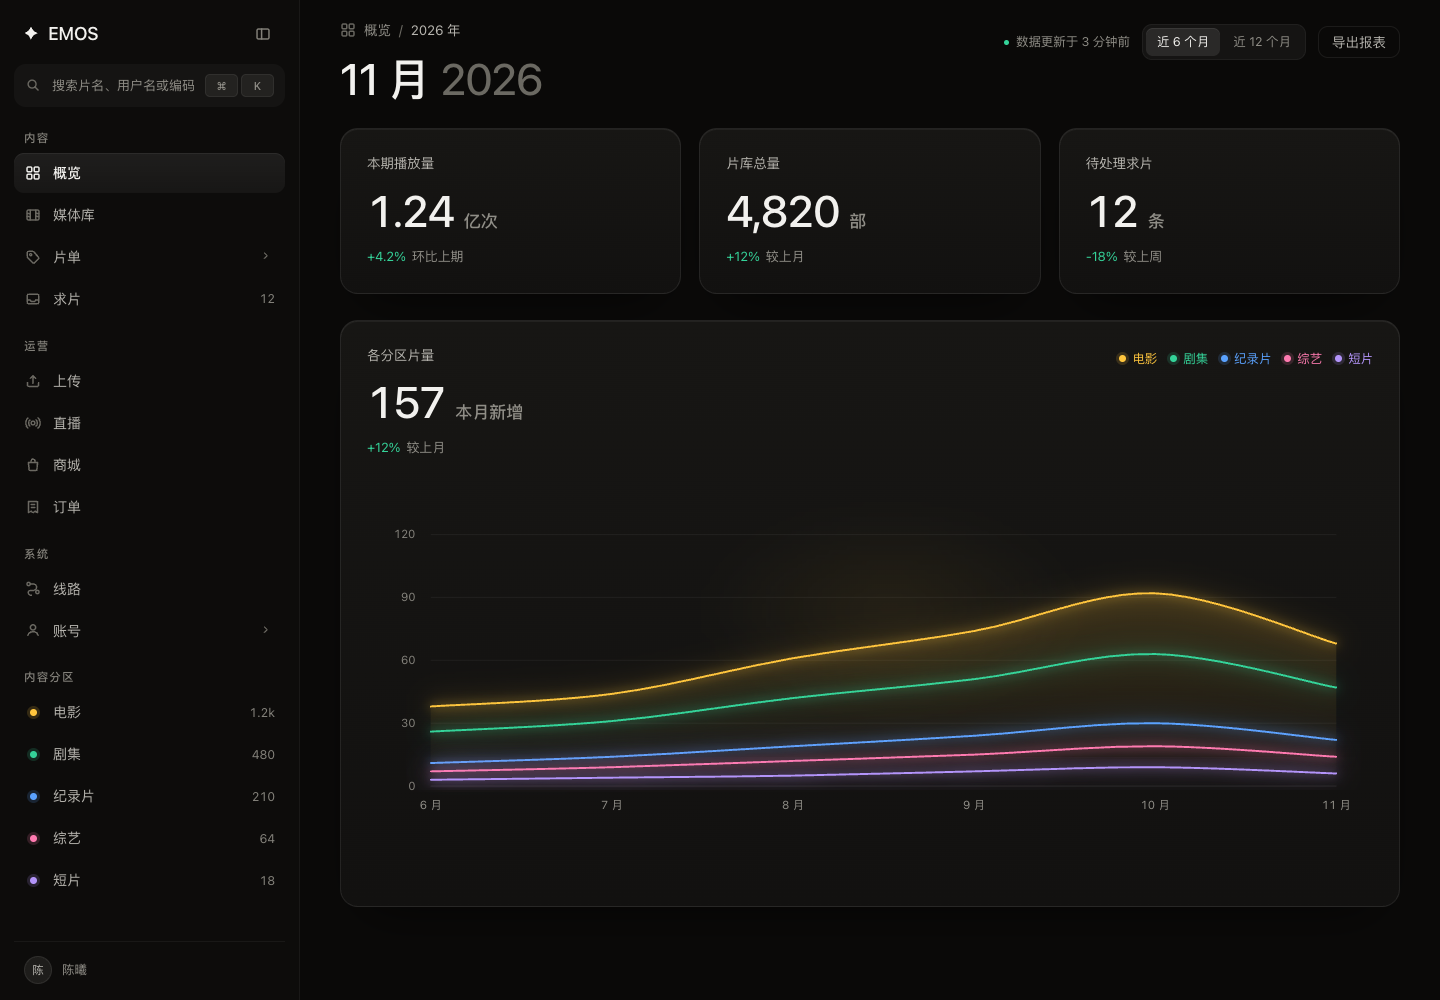 EMOS
搜索片名、用户名或编码 ⌘ K
内容
概览
媒体库
片单
求片 12
运营
上传
直播
商城
订单
系统
线路
账号
内容分区
电影 1.2k
剧集 480
纪录片 210
综艺 64
短片 18
陈 陈曦
概览 / 2026 年
11 月 2026
数据更新于 3 分钟前 近 6 个月 近 12 个月 导出报表
本期播放量
1.24 亿次
+4.2% 环比上期
片库总量
4,820 部
+12% 较上月
待处理求片
12 条
-18% 较上周
各分区片量
157 本月新增
+12% 较上月
电影 剧集 纪录片 综艺 短片
120
90
60
30
0
6 月 7 月 8 月 9 月 10 月 11 月